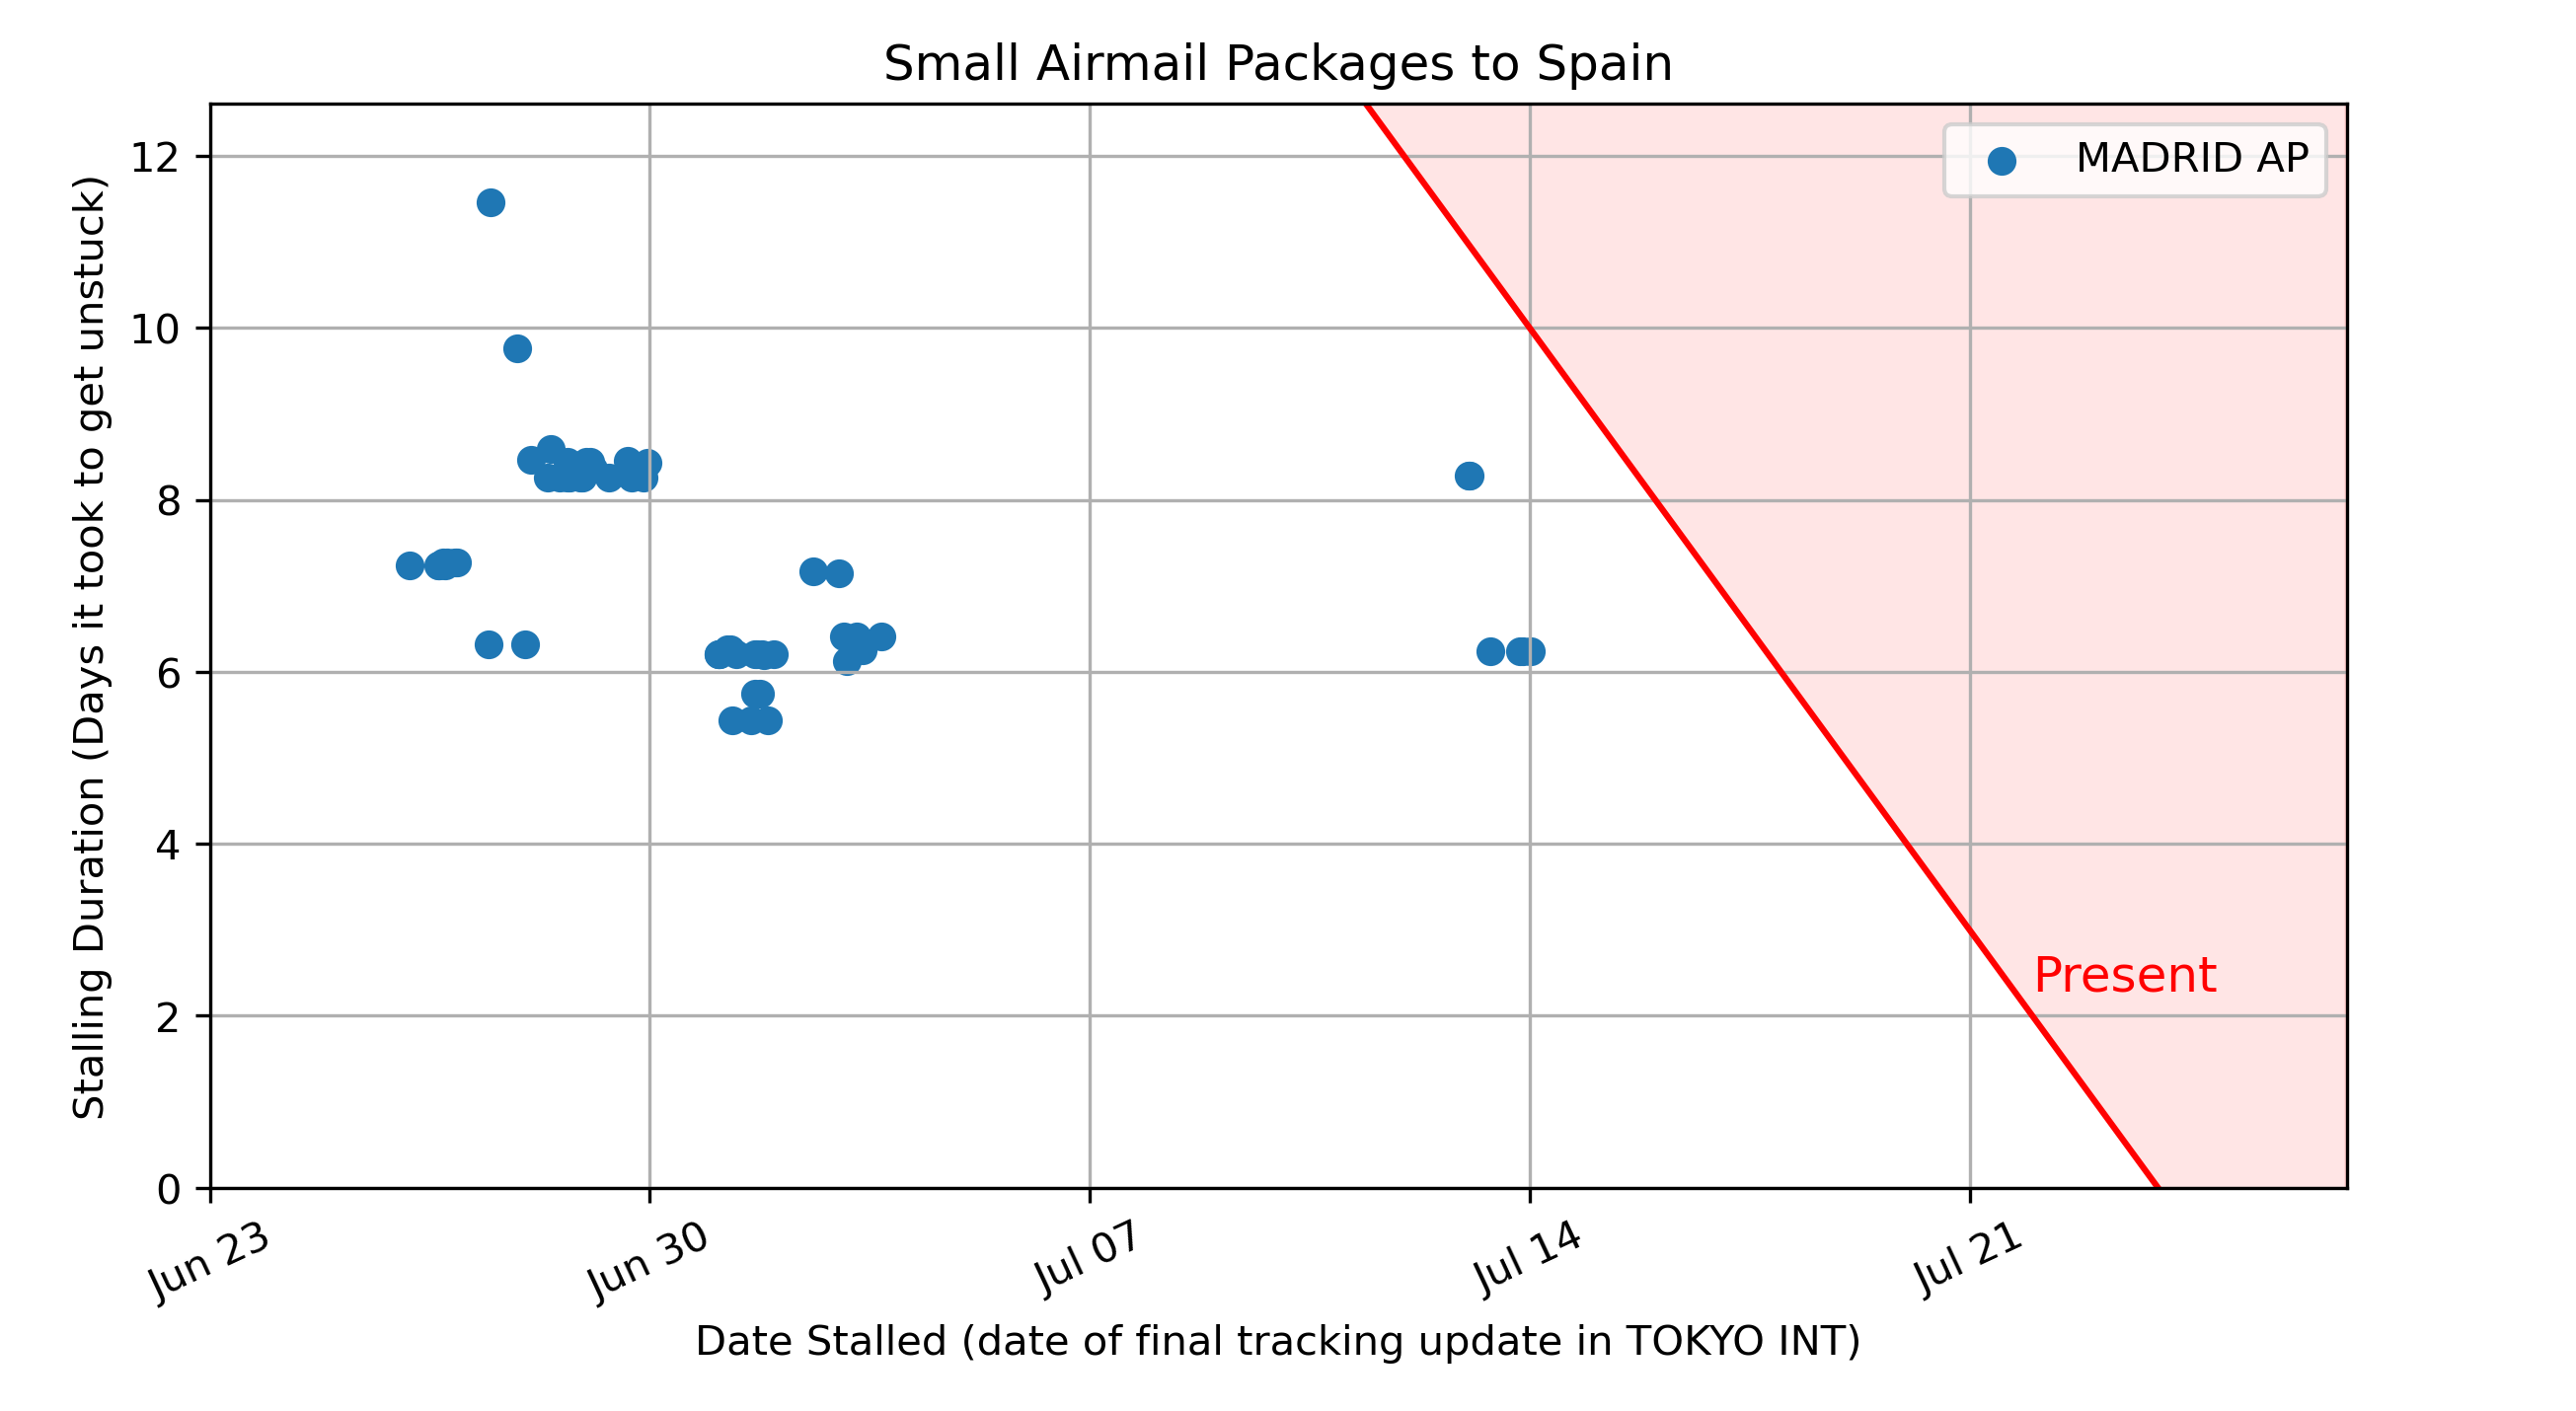 Small Airmail Packages to Spain
MADRID AP
12
10
8
6
4
2
0
Stalling Duration (Days it took to get unstuck)
Present
Jun 23
Jun 30
Jul 07
Jul 14
Jul 21
Date Stalled (date of final tracking update in TOKYO INT)